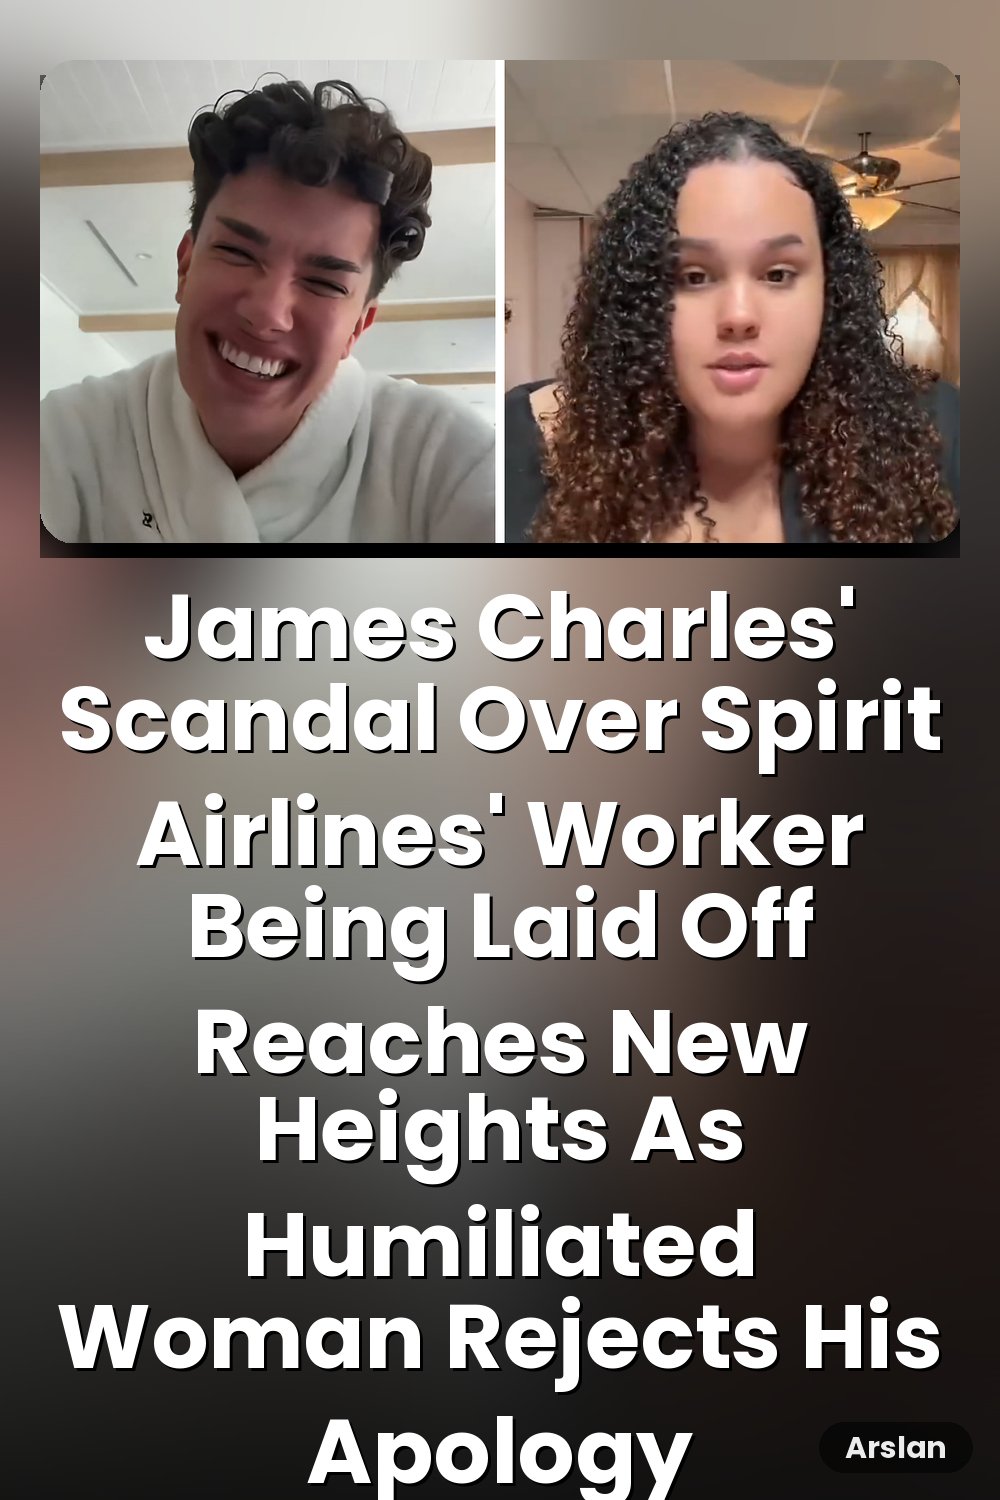 James Charles'
Scandal Over Spirit
Airlines' Worker
Being Laid Off
Reaches New
Heights As
Humiliated
Woman Rejects His
Apology
Arslan